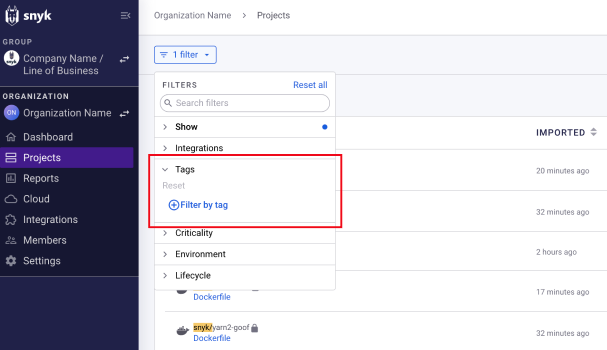 snyk
Organization Name > Projects
GROUP
snyk
Company Name /
Line of Business
1 filter
ORGANIZATION
ON
Organization Name
FILTERS
Reset all
Search filters
Dashboard
Projects
Reports
Cloud
Integrations
Members
Settings
Show
Integrations
Tags
Reset
Filter by tag
Criticality
Environment
Lifecycle
IMPORTED
20 minutes ago
32 minutes ago
2 hours ago
Dockerfile
17 minutes ago
snyk/yarn2-goof
Dockerfile
32 minutes ago